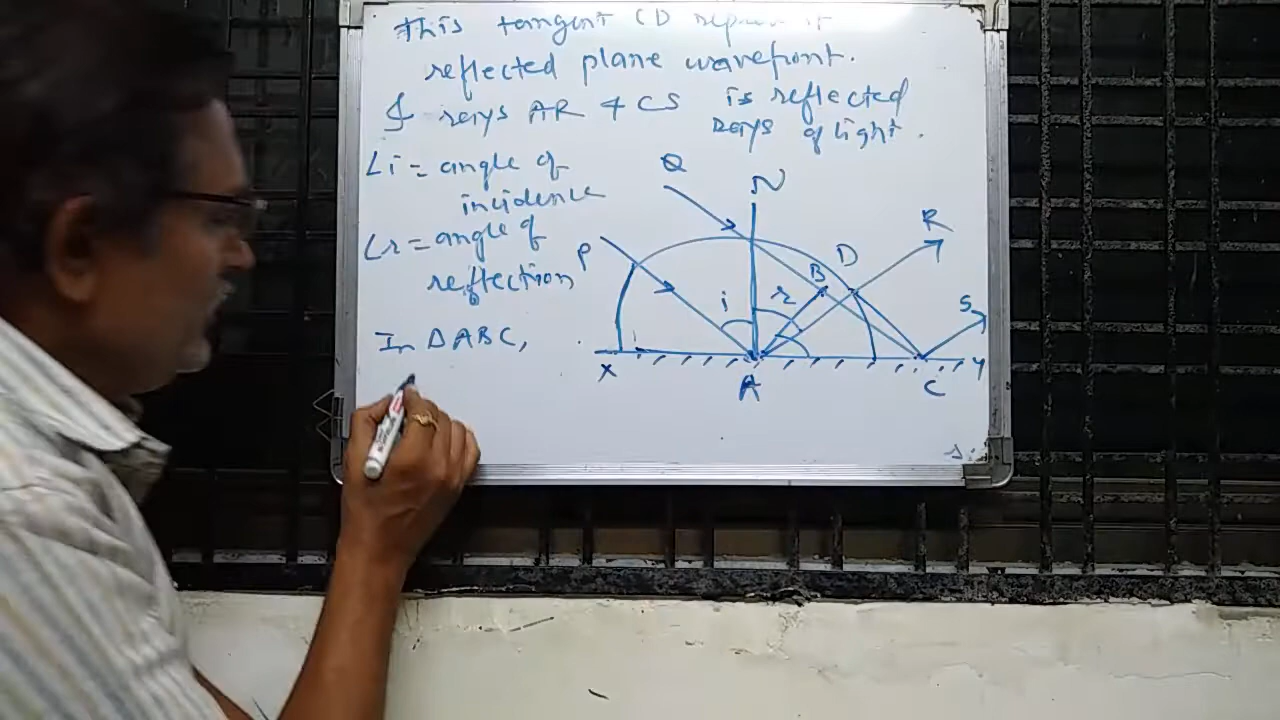 This tangent CD
reflected plane wavefront.
& rays AR & CS is reflected
rays of light.
∠i = angle of
incidence
∠r = angle of
reflection
In ΔABC,
Q
N
P
R
B
D
i
r
S
X
A
C
Y